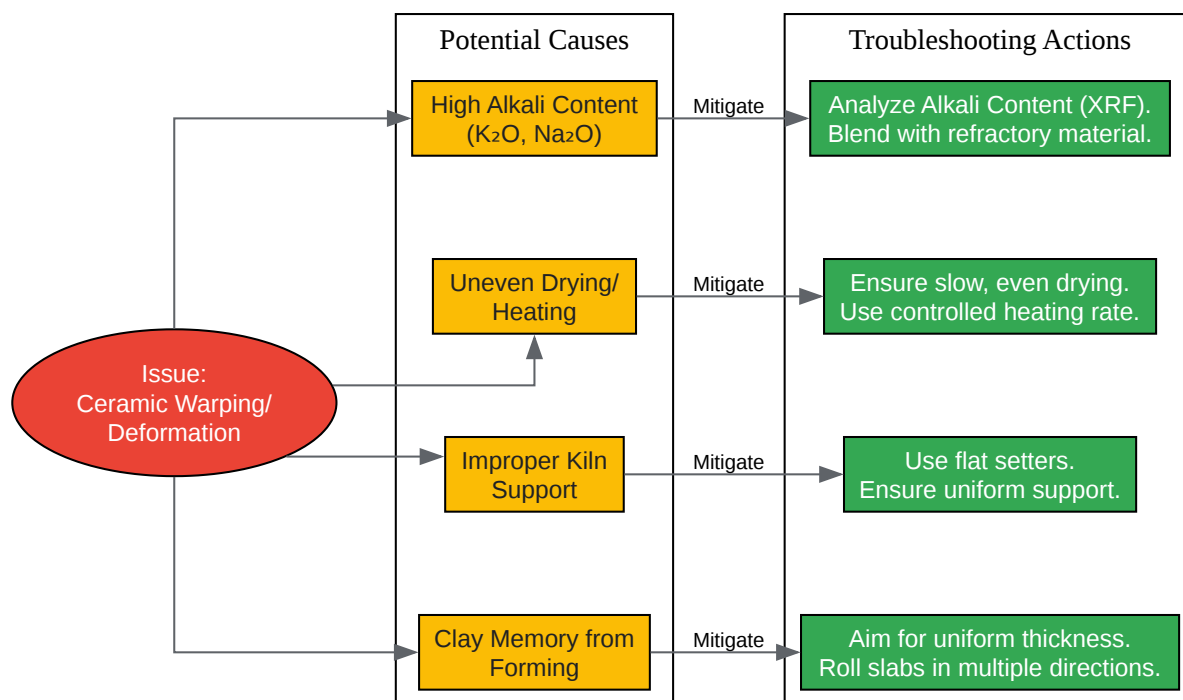 Potential Causes
Troubleshooting Actions
High Alkali Content
(K₂O, Na₂O)
Mitigate
Analyze Alkali Content (XRF).
Blend with refractory material.
Uneven Drying/
Heating
Mitigate
Ensure slow, even drying.
Use controlled heating rate.
Issue:
Ceramic Warping/
Deformation
Improper Kiln
Support
Mitigate
Use flat setters.
Ensure uniform support.
Clay Memory from
Forming
Mitigate
Aim for uniform thickness.
Roll slabs in multiple directions.